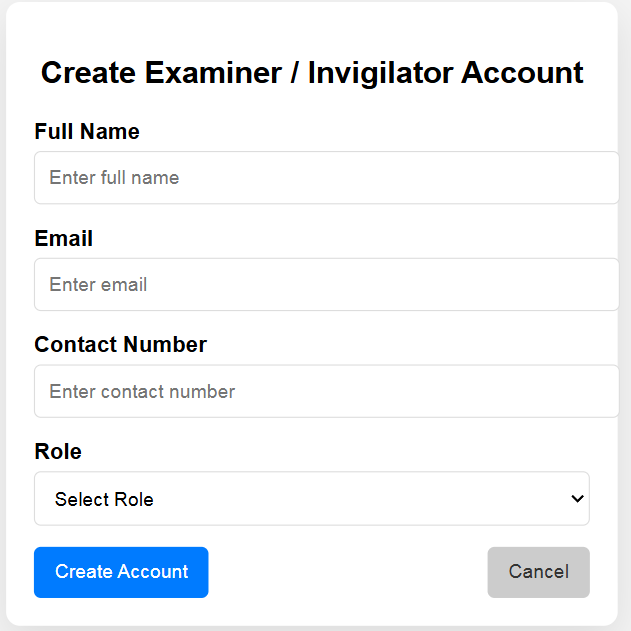 Create Examiner / Invigilator Account
Full Name
Enter full name
Email
Enter email
Contact Number
Enter contact number
Role
Select Role
Create Account
Cancel